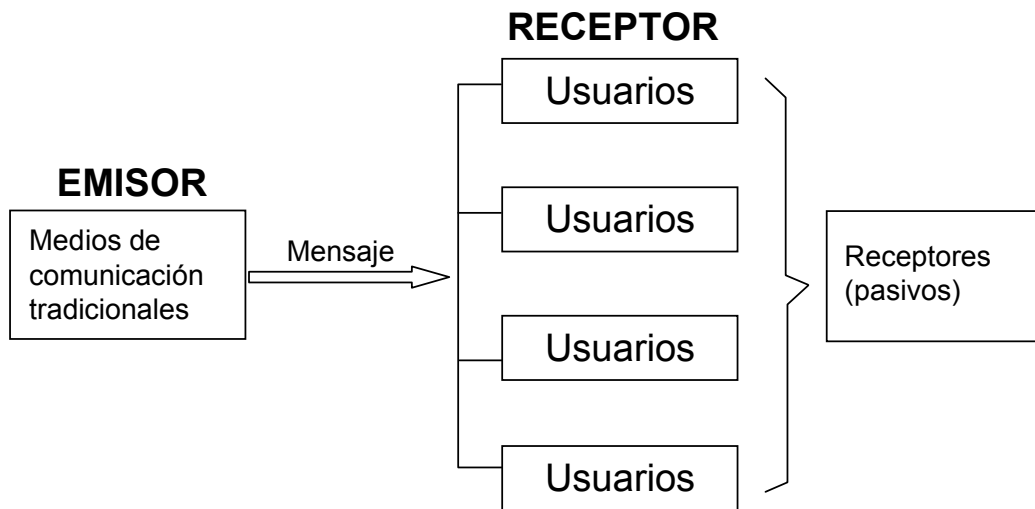 RECEPTOR
Usuarios
EMISOR
Medios de
comunicación
tradicionales
Mensaje
Usuarios
Usuarios
Usuarios
Receptores
(pasivos)